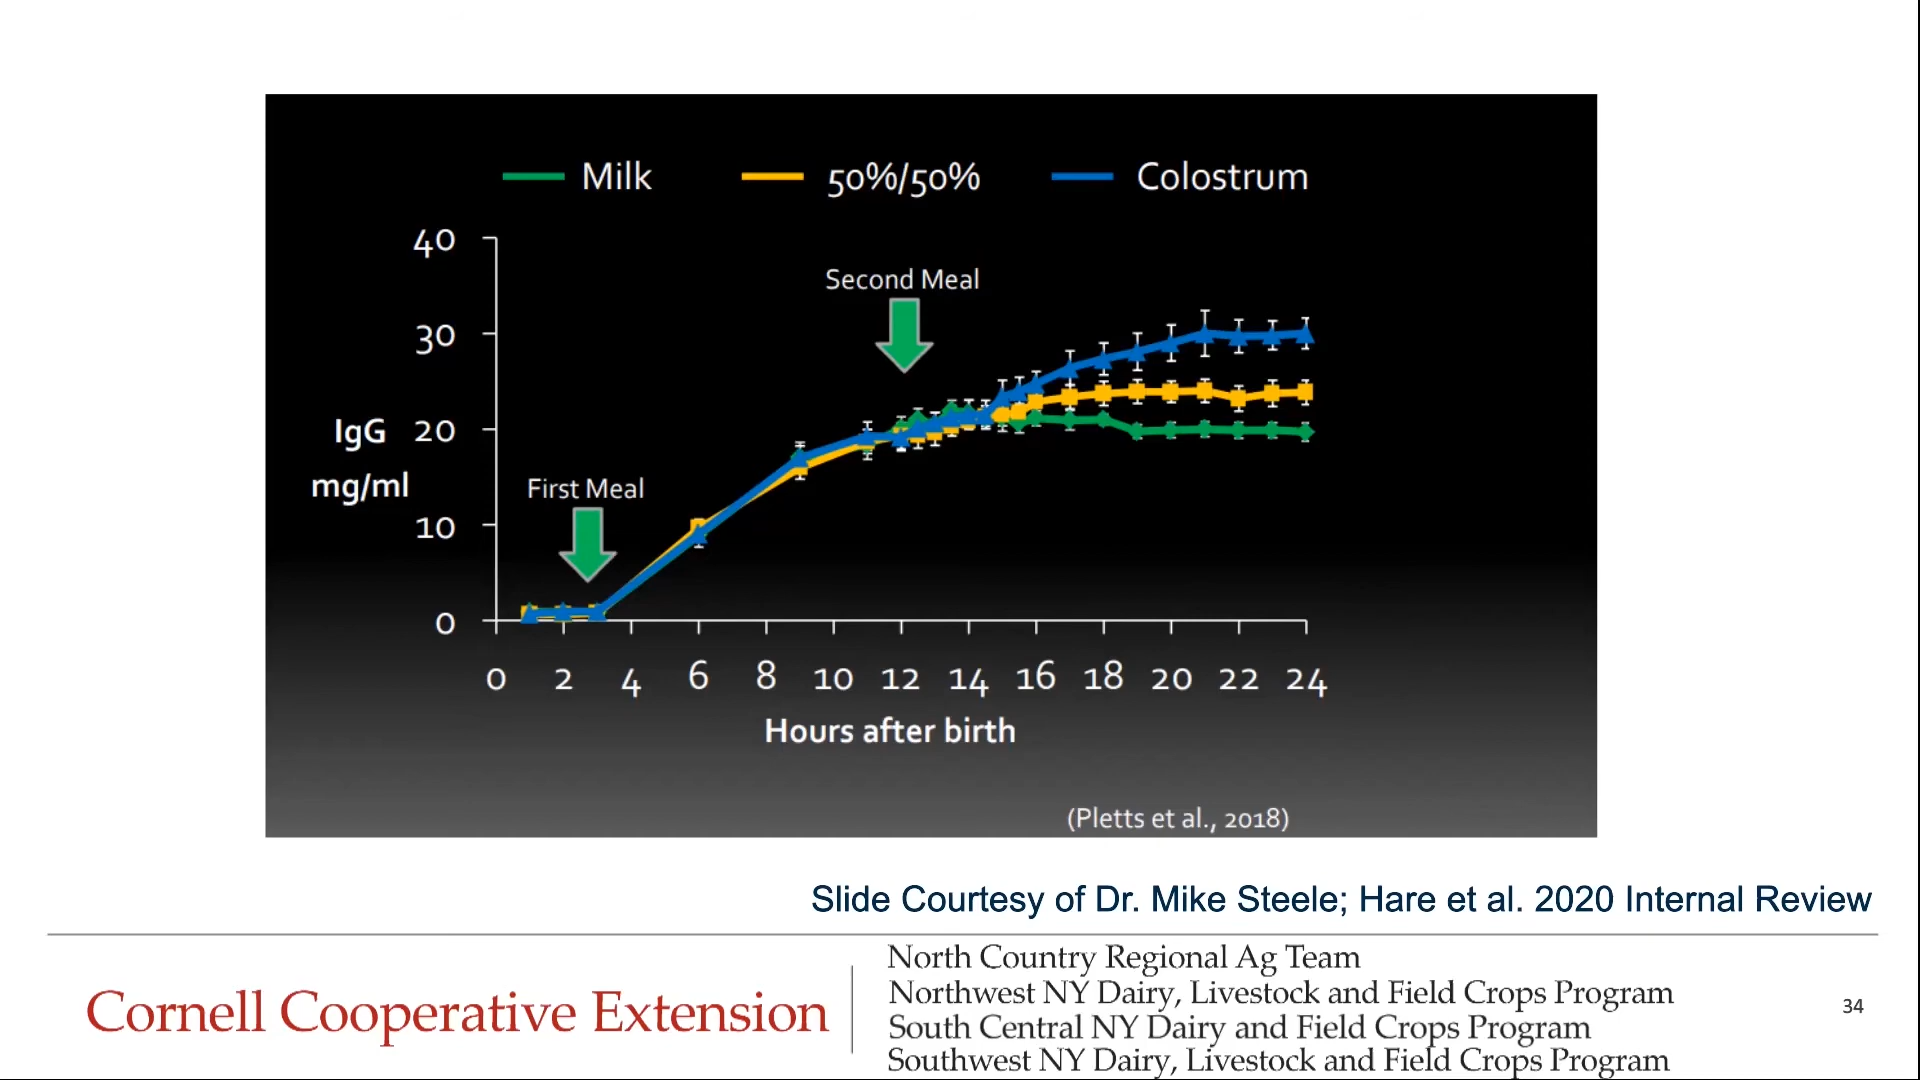 Milk 50%/50% Colostrum
40
Second Meal
30
IgG 20
mg/ml
First Meal
10
0
0 2 4 6 8 10 12 14 16 18 20 22 24
Hours after birth
(Pletts et al., 2018)
Slide Courtesy of Dr. Mike Steele; Hare et al. 2020 Internal Review
Cornell Cooperative Extension
North Country Regional Ag Team
Northwest NY Dairy, Livestock and Field Crops Program
South Central NY Dairy and Field Crops Program
Southwest NY Dairy, Livestock and Field Crops Program
34